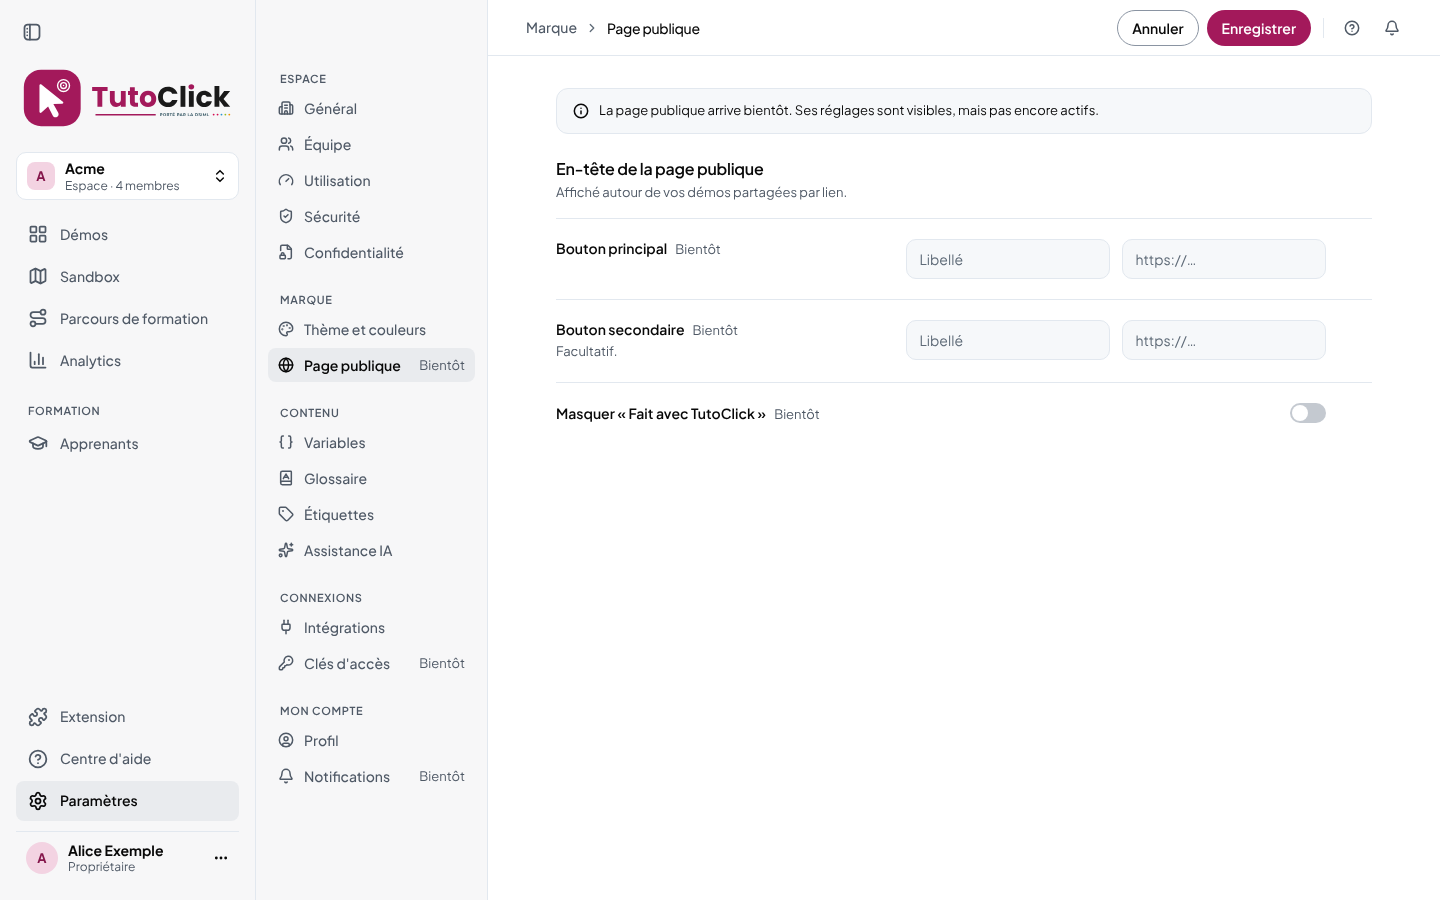 TutoClick
PORTÉ PAR LA DSIML
A
Acme
Espace · 4 membres
Démos
Sandbox
Parcours de formation
Analytics
FORMATION
Apprenants
Extension
Centre d'aide
Paramètres
A
Alice Exemple
Propriétaire
ESPACE
Général
Équipe
Utilisation
Sécurité
Confidentialité
MARQUE
Thème et couleurs
Page publique Bientôt
CONTENU
Variables
Glossaire
Étiquettes
Assistance IA
CONNEXIONS
Intégrations
Clés d'accès Bientôt
MON COMPTE
Profil
Notifications Bientôt
Marque > Page publique
Annuler
Enregistrer
La page publique arrive bientôt. Ses réglages sont visibles, mais pas encore actifs.
En-tête de la page publique
Affiché autour de vos démos partagées par lien.
Bouton principal Bientôt
Libellé
https://...
Bouton secondaire Bientôt
Facultatif.
Libellé
https://...
Masquer « Fait avec TutoClick » Bientôt